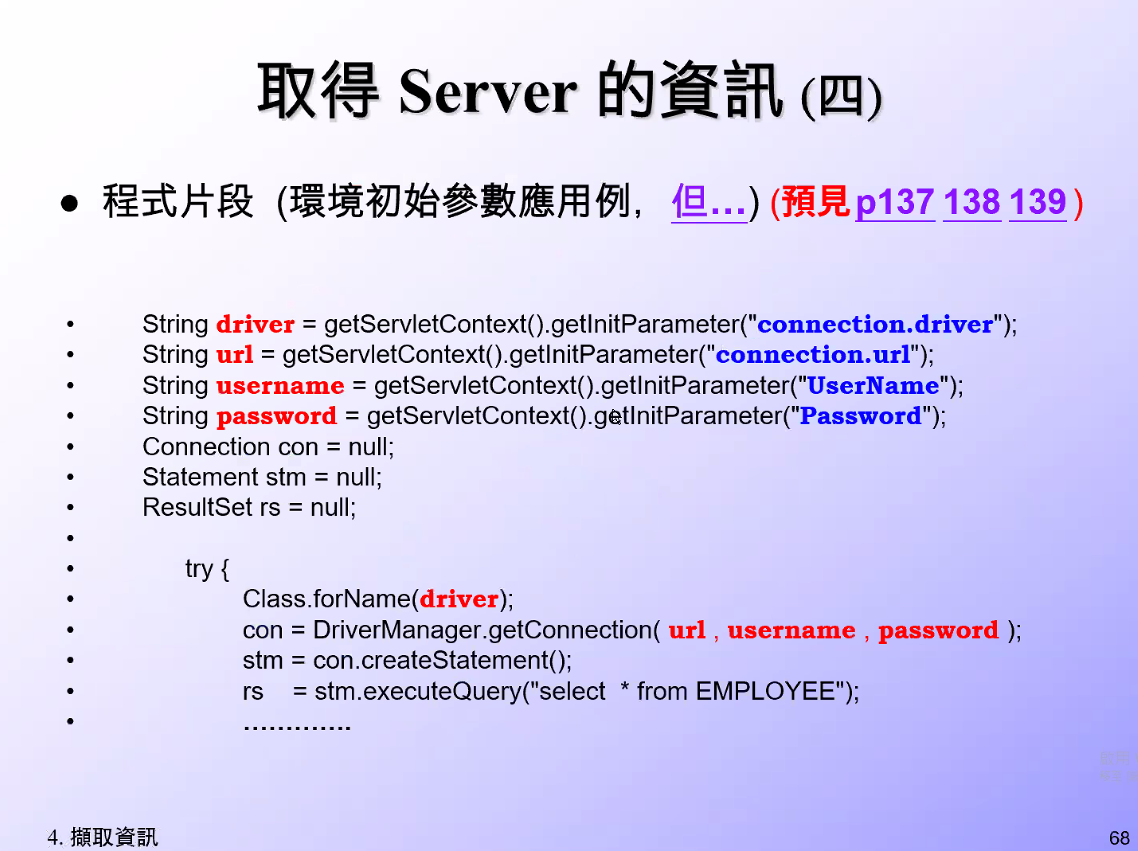 取得 Server 的資訊 (四)
● 程式片段 (環境初始參數應用例, 但…) (預見p137 138 139 )
• String driver = getServletContext().getInitParameter("connection.driver");
• String url = getServletContext().getInitParameter("connection.url");
• String username = getServletContext().getInitParameter("UserName");
• String password = getServletContext().getInitParameter("Password");
• Connection con = null;
• Statement stm = null;
• ResultSet rs = null;
•
• try {
• Class.forName(driver);
• con = DriverManager.getConnection( url , username , password );
• stm = con.createStatement();
• rs = stm.executeQuery("select * from EMPLOYEE");
• ………….
4. 擷取資訊
68